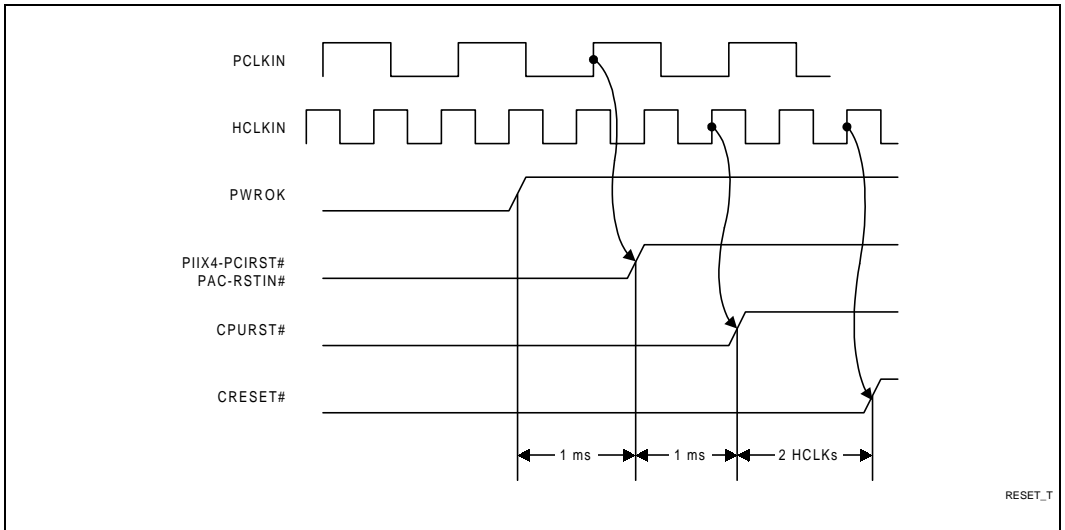 PCLKIN
HCLKIN
PWROK
PIIX4-PCIRST#
PAC-RSTIN#
CPURST#
CRESET#
1 ms
1 ms
2 HCLKs
RESET_T